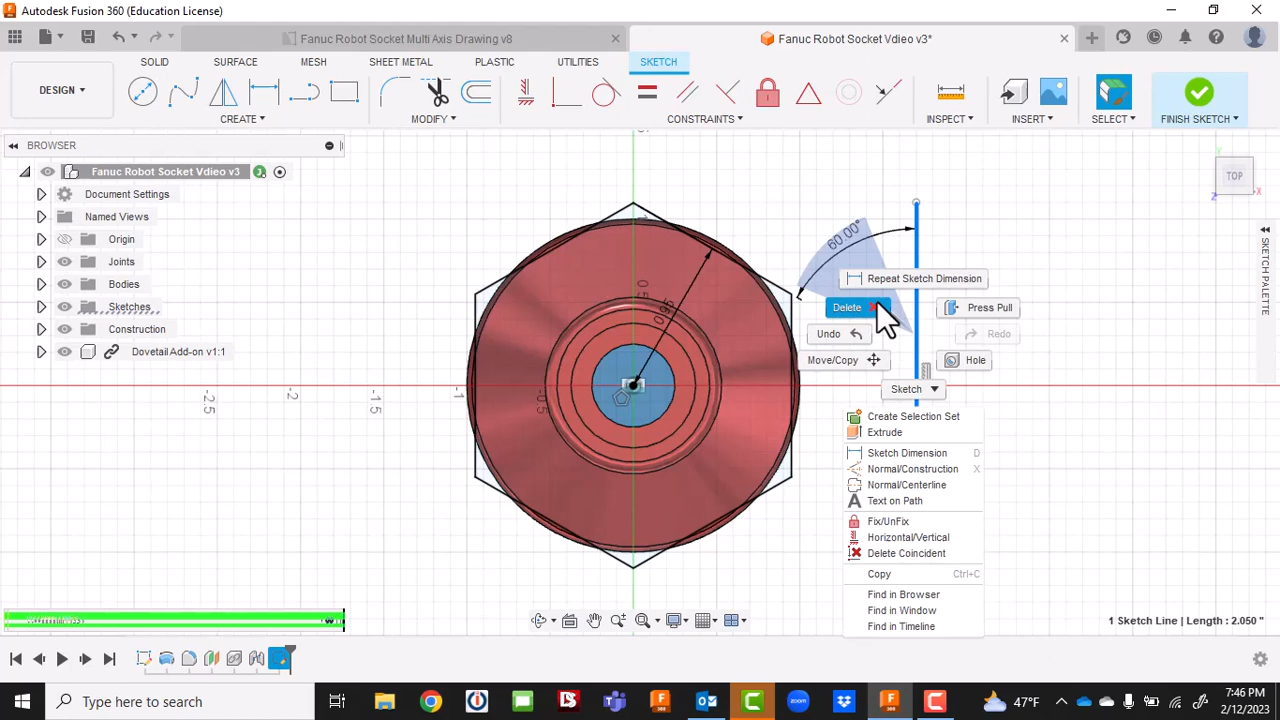 Autodesk Fusion 360 (Education License)
Fanuc Robot Socket Multi Axis Drawing v8
Fanuc Robot Socket Vdieo v3*
SOLID SURFACE MESH SHEET METAL PLASTIC UTILITIES SKETCH
DESIGN
CREATE MODIFY CONSTRAINTS INSPECT INSERT SELECT FINISH SKETCH
BROWSER
Fanuc Robot Socket Vdieo v3
Document Settings
Named Views
Origin
Joints
Bodies
Sketches
Construction
Dovetail Add-on v1:1
TOP
Y
X
Z
SKETCH PALETTE
60.00°
0.5
-0.5
-1
-1.5
-2
-2.5
Repeat Sketch Dimension
Delete
Press Pull
Undo
Redo
Move/Copy
Hole
Sketch
Create Selection Set
Extrude
Sketch Dimension D
Normal/Construction X
Normal/Centerline
Text on Path
Fix/UnFix
Horizontal/Vertical
Delete Coincident
Copy Ctrl+C
Find in Browser
Find in Window
Find in Timeline
1 Sketch Line | Length : 2.050 "
Type here to search
47°F
7:46 PM
2/12/2023